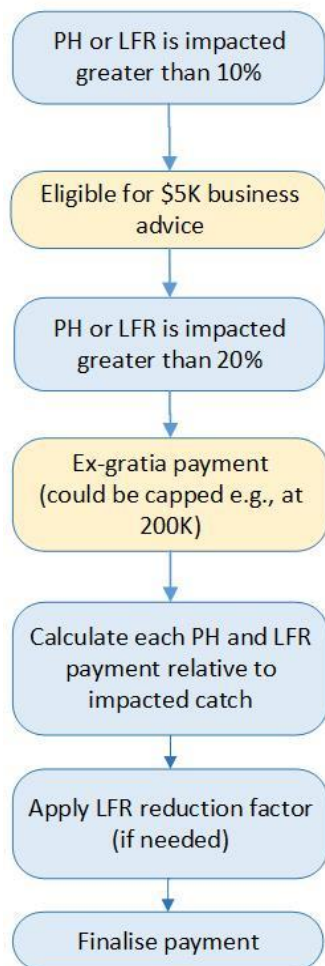 PH or LFR is impacted
greater than 10%
Eligible for $5K business
advice
PH or LFR is impacted
greater than 20%
Ex-gratia payment
(could be capped e.g., at
200K)
Calculate each PH and LFR
payment relative to
impacted catch
Apply LFR reduction factor
(if needed)
Finalise payment